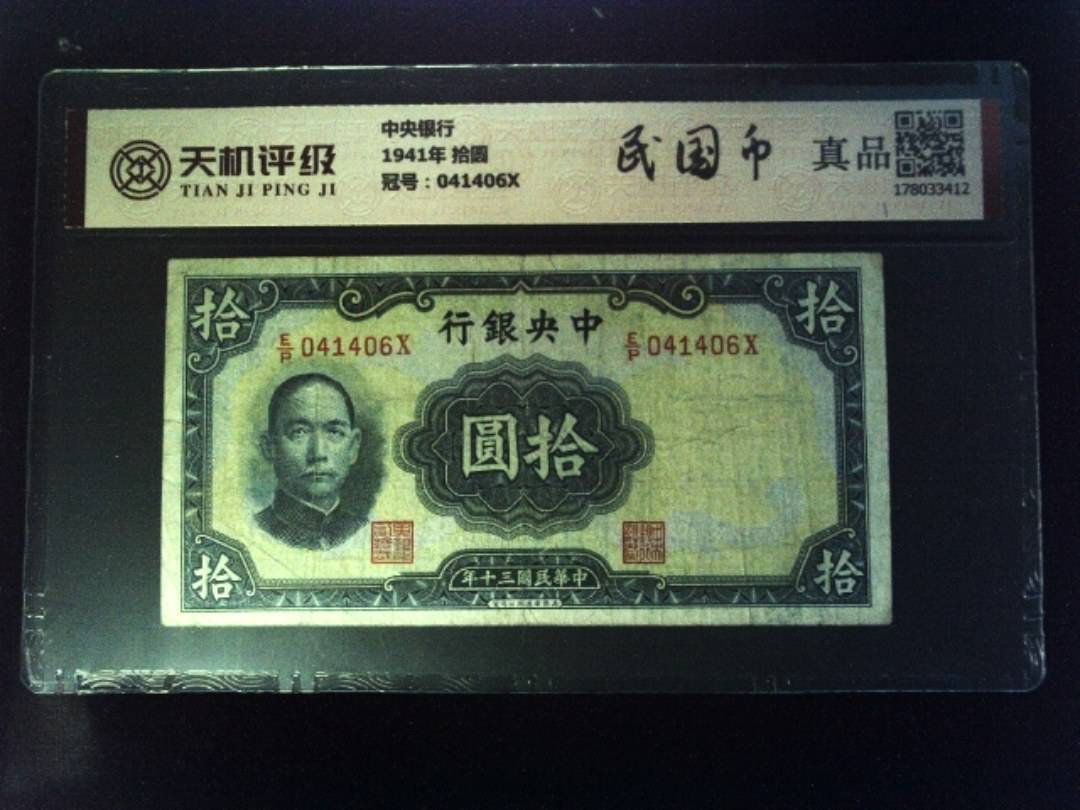 天机评级
TIAN JI PING JI
中央银行
1941年 拾圆
冠号：041406X
民国币
真品
178033412
拾
拾
行銀央中
E/P 041406X
E/P 041406X
圓拾
拾
年十三國民華中
拾